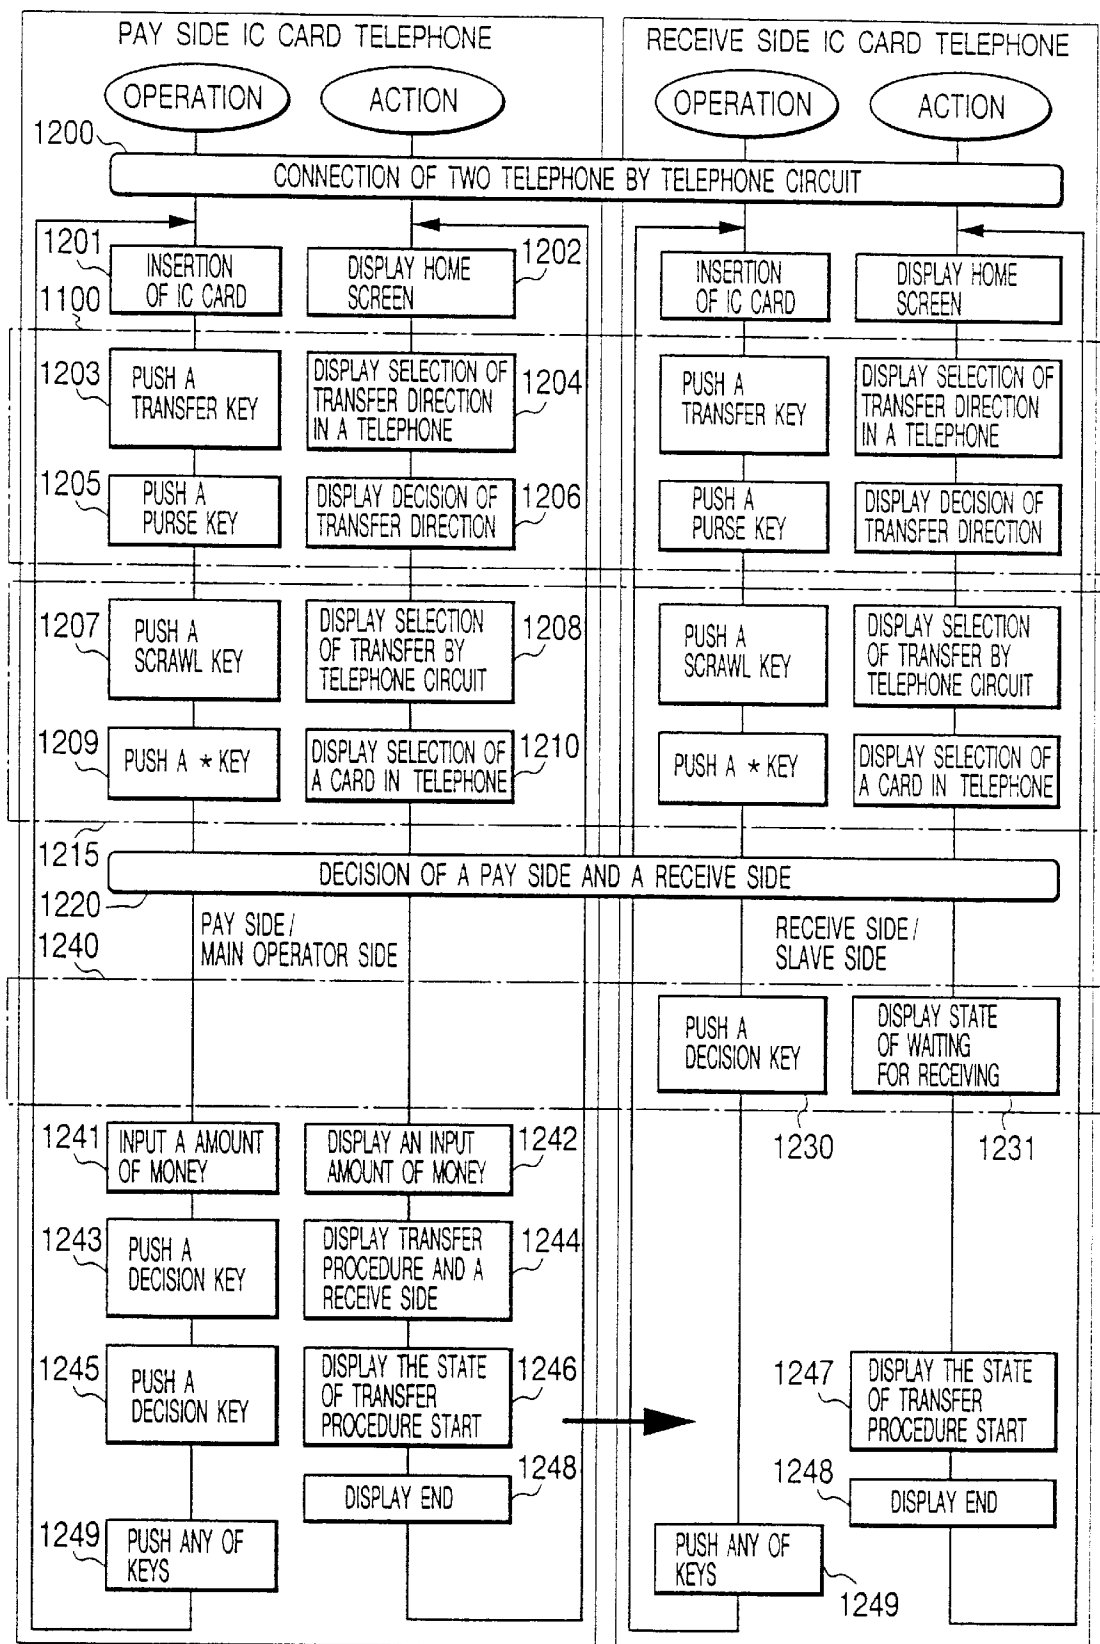 PAY SIDE IC CARD TELEPHONE
RECEIVE SIDE IC CARD TELEPHONE
OPERATION
ACTION
OPERATION
ACTION
1200
CONNECTION OF TWO TELEPHONE BY TELEPHONE CIRCUIT
1201
INSERTION
OF IC CARD
DISPLAY HOME
SCREEN
1202
INSERTION
OF IC CARD
DISPLAY HOME
SCREEN
1100
1203
PUSH A
TRANSFER KEY
DISPLAY SELECTION OF
TRANSFER DIRECTION
IN A TELEPHONE
1204
PUSH A
TRANSFER KEY
DISPLAY SELECTION OF
TRANSFER DIRECTION
IN A TELEPHONE
1205
PUSH A
PURSE KEY
DISPLAY DECISION OF
TRANSFER DIRECTION
1206
PUSH A
PURSE KEY
DISPLAY DECISION OF
TRANSFER DIRECTION
1207
PUSH A
SCRAWL KEY
DISPLAY SELECTION
OF TRANSFER BY
TELEPHONE CIRCUIT
1208
PUSH A
SCRAWL KEY
DISPLAY SELECTION
OF TRANSFER BY
TELEPHONE CIRCUIT
1209
PUSH A * KEY
DISPLAY SELECTION OF
A CARD IN TELEPHONE
1210
PUSH A * KEY
DISPLAY SELECTION OF
A CARD IN TELEPHONE
1215
DECISION OF A PAY SIDE AND A RECEIVE SIDE
1220
PAY SIDE/
MAIN OPERATOR SIDE
RECEIVE SIDE/
SLAVE SIDE
1240
PUSH A
DECISION KEY
DISPLAY STATE
OF WAITING
FOR RECEIVING
1230
1231
1241
INPUT A AMOUNT
OF MONEY
DISPLAY AN INPUT
AMOUNT OF MONEY
1242
1243
PUSH A
DECISION KEY
DISPLAY TRANSFER
PROCEDURE AND A
RECEIVE SIDE
1244
1245
PUSH A
DECISION KEY
DISPLAY THE STATE
OF TRANSFER
PROCEDURE START
1246
1247
DISPLAY THE STATE
OF TRANSFER
PROCEDURE START
DISPLAY END
1248
1248
DISPLAY END
1249
PUSH ANY OF
KEYS
PUSH ANY OF
KEYS
1249